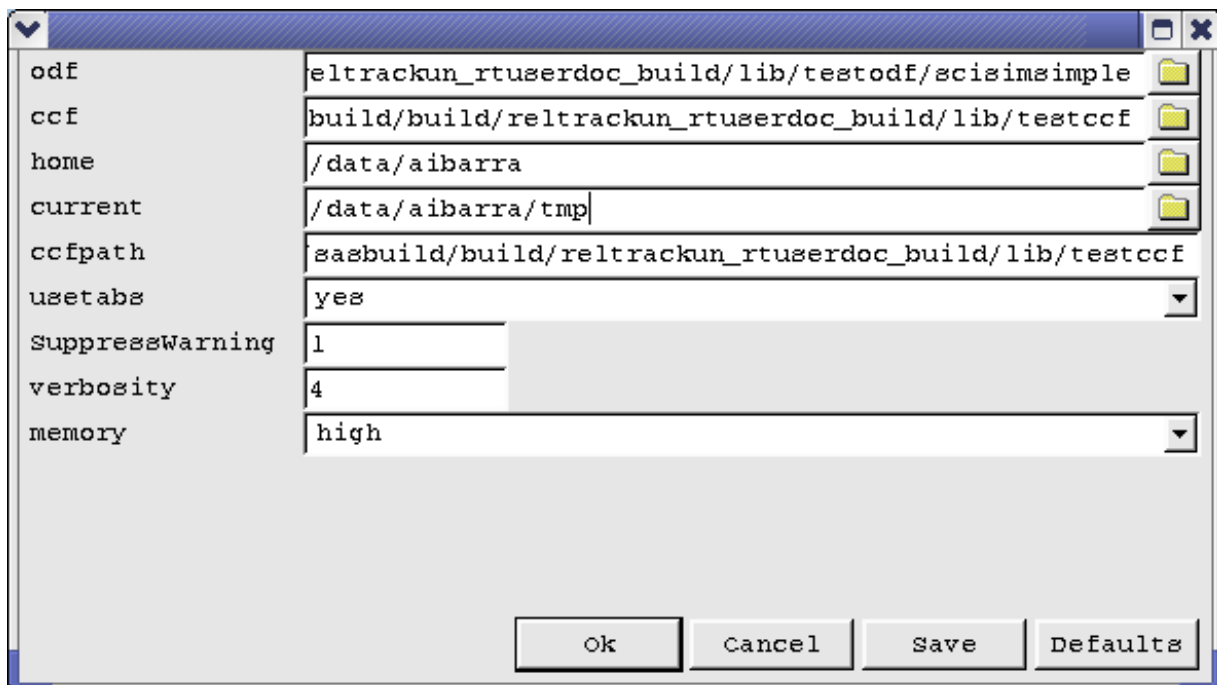 odf eltrackun_rtuserdoc_build/lib/testodf/scisimsimple
ccf build/build/reltrackun_rtuserdoc_build/lib/testccf
home /data/aibarra
current /data/aibarra/tmp
ccfpath /sasbuild/build/reltrackun_rtuserdoc_build/lib/testccf
usetabs yes
SuppressWarning 1
verbosity 4
memory high
Ok Cancel Save Defaults